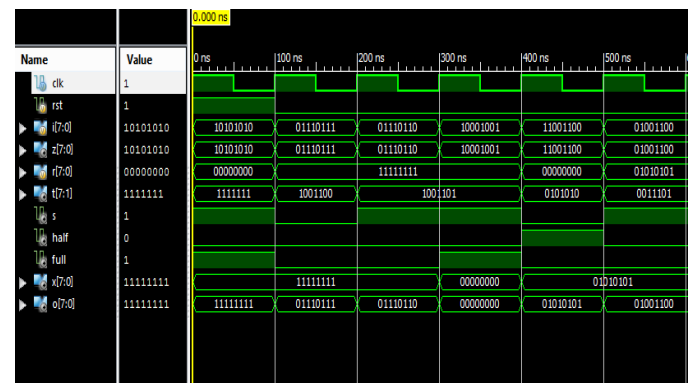 0.000 ns
Name Value 0 ns 100 ns 200 ns 300 ns 400 ns 500 ns
clk 1
rst 1
i[7:0] 10101010 10101010 01110111 01110110 10001001 11001100 01001100
z[7:0] 10101010 10101010 01110111 01110110 10001001 11001100 01001100
r[7:0] 00000000 00000000 11111111 00000000 01010101
t[7:1] 1111111 1111111 1001100 1001101 0101010 0011101
s 1
half 0
full 1
x[7:0] 11111111 11111111 00000000 01010101
o[7:0] 11111111 11111111 01110111 01110110 00000000 01010101 01001100